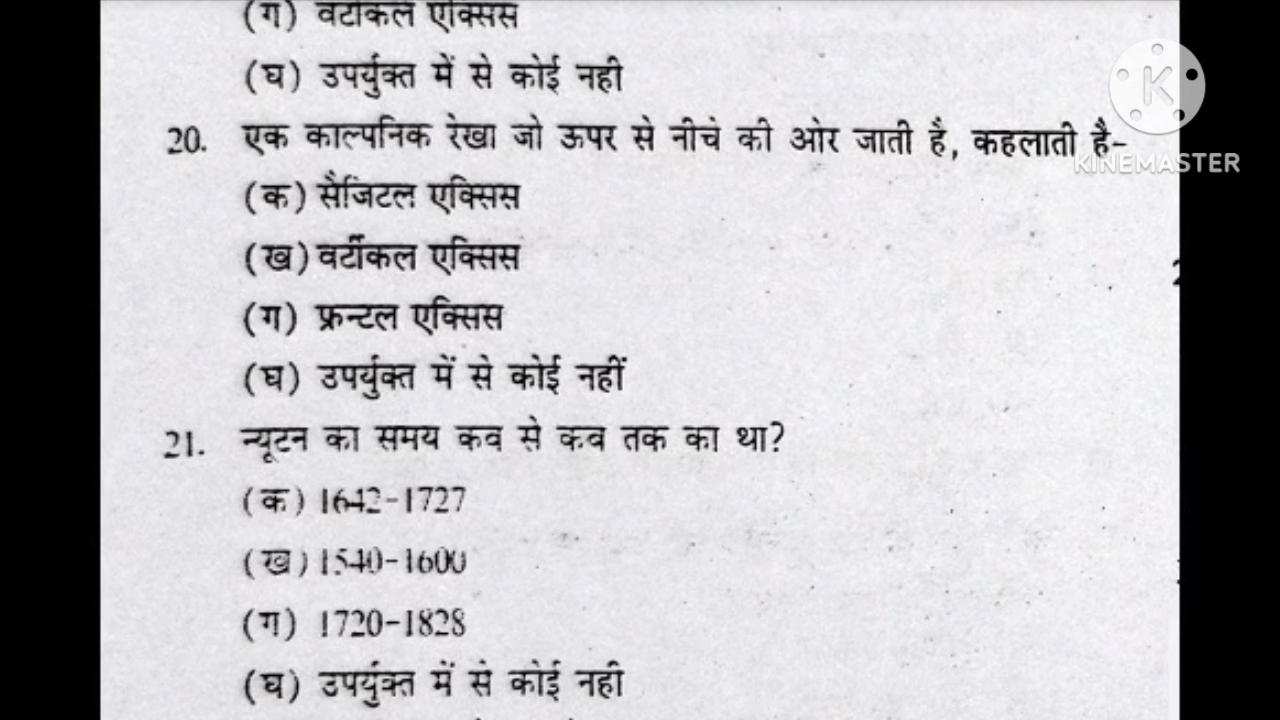 (ग) वर्टीकल एक्सिस
(घ) उपर्युक्त में से कोई नही
20. एक काल्पनिक रेखा जो ऊपर से नीचे की ओर जाती है, कहलाती है-
(क) सैजिटल एक्सिस
(ख) वर्टीकल एक्सिस
(ग) फ्रन्टल एक्सिस
(घ) उपर्युक्त में से कोई नहीं
21. न्यूटन का समय कब से कब तक का था?
(क) 1642-1727
(ख) 1540-1600
(ग) 1720-1828
(घ) उपर्युक्त में से कोई नही
K
KINEMASTER